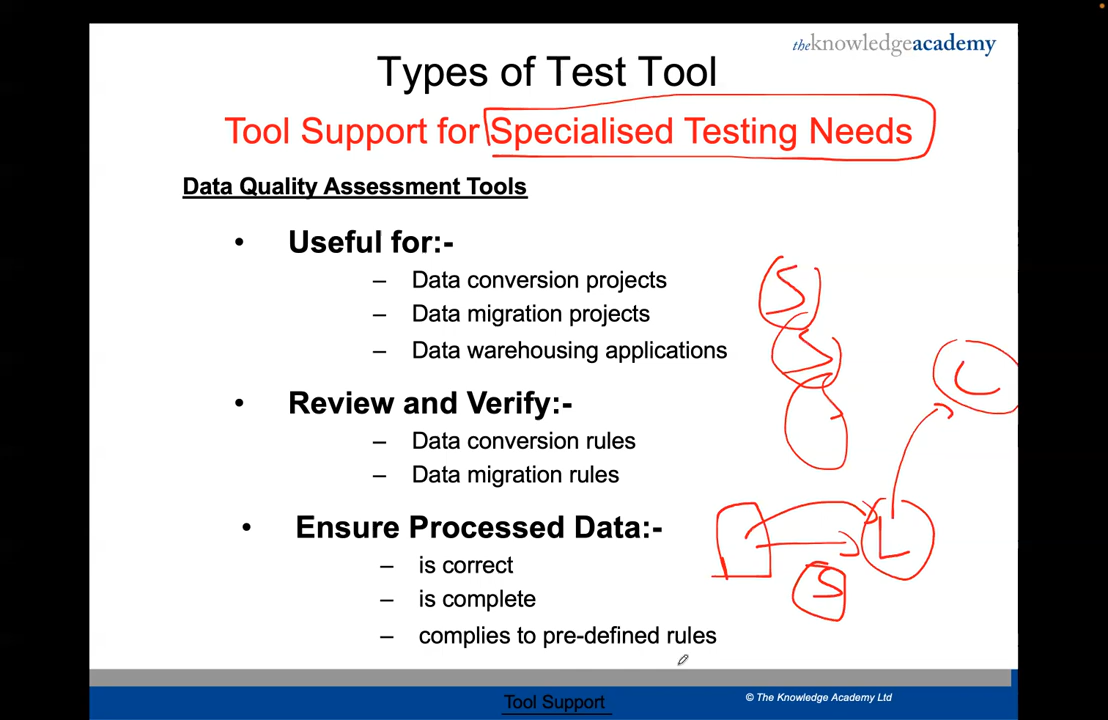 theknowledgeacademy
Types of Test Tool
Tool Support for Specialised Testing Needs
Data Quality Assessment Tools
• Useful for:-
– Data conversion projects
– Data migration projects
– Data warehousing applications
• Review and Verify:-
– Data conversion rules
– Data migration rules
• Ensure Processed Data:-
– is correct
– is complete
– complies to pre-defined rules
S
S
C
L
S
Tool Support
© The Knowledge Academy Ltd